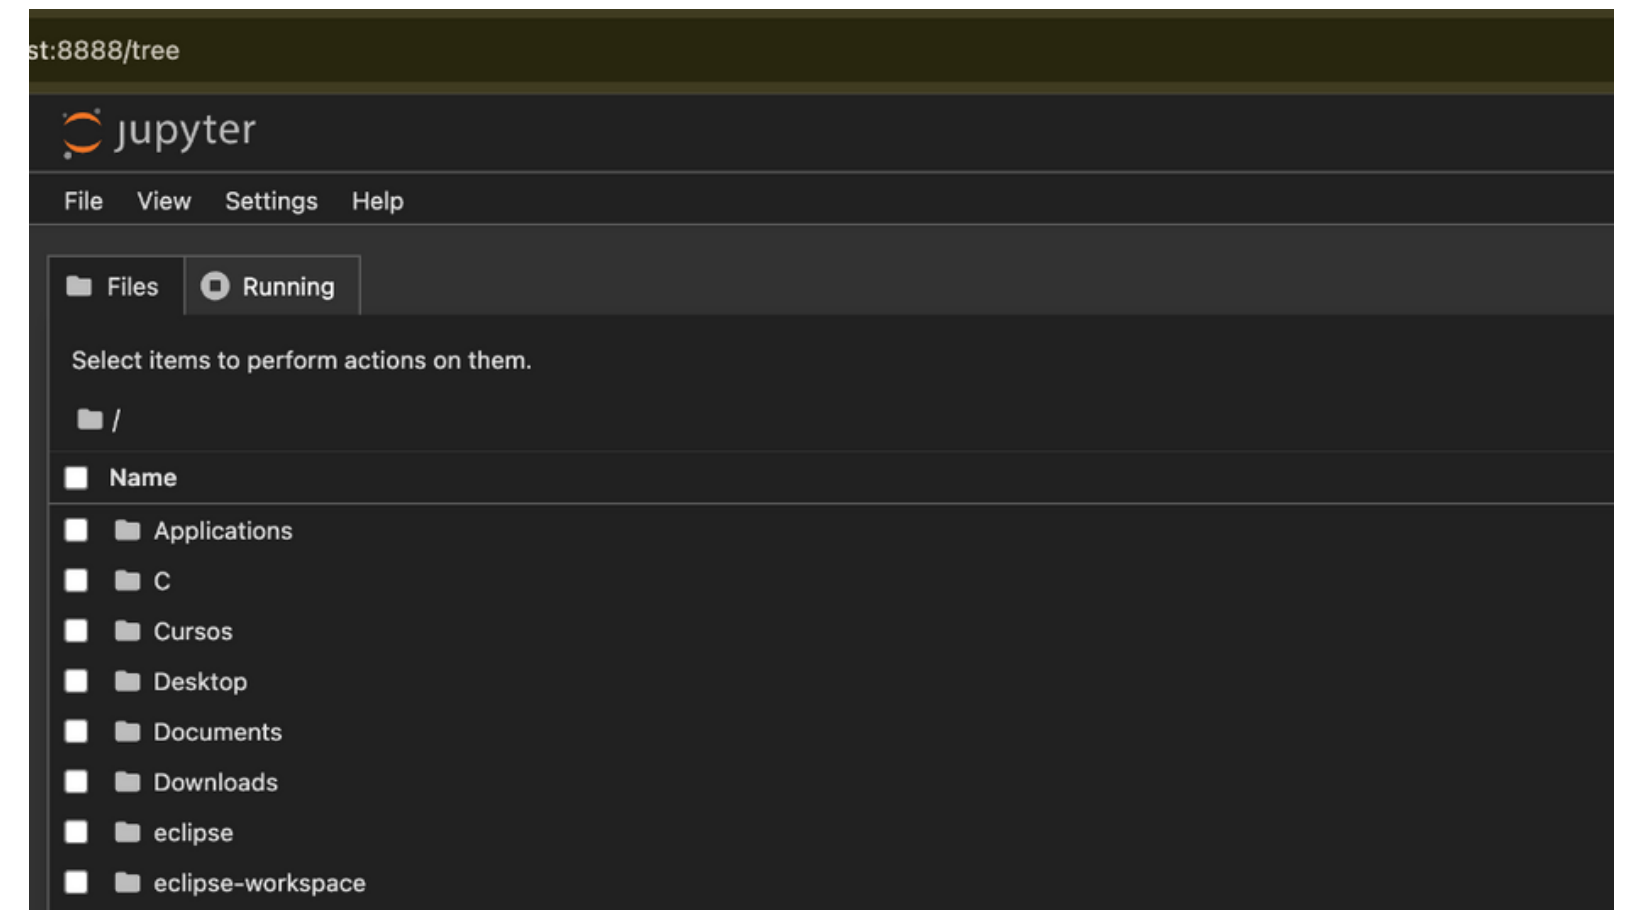 st:8888/tree
jupyter
File View Settings Help
Files Running
Select items to perform actions on them.
/
Name
Applications
C
Cursos
Desktop
Documents
Downloads
eclipse
eclipse-workspace